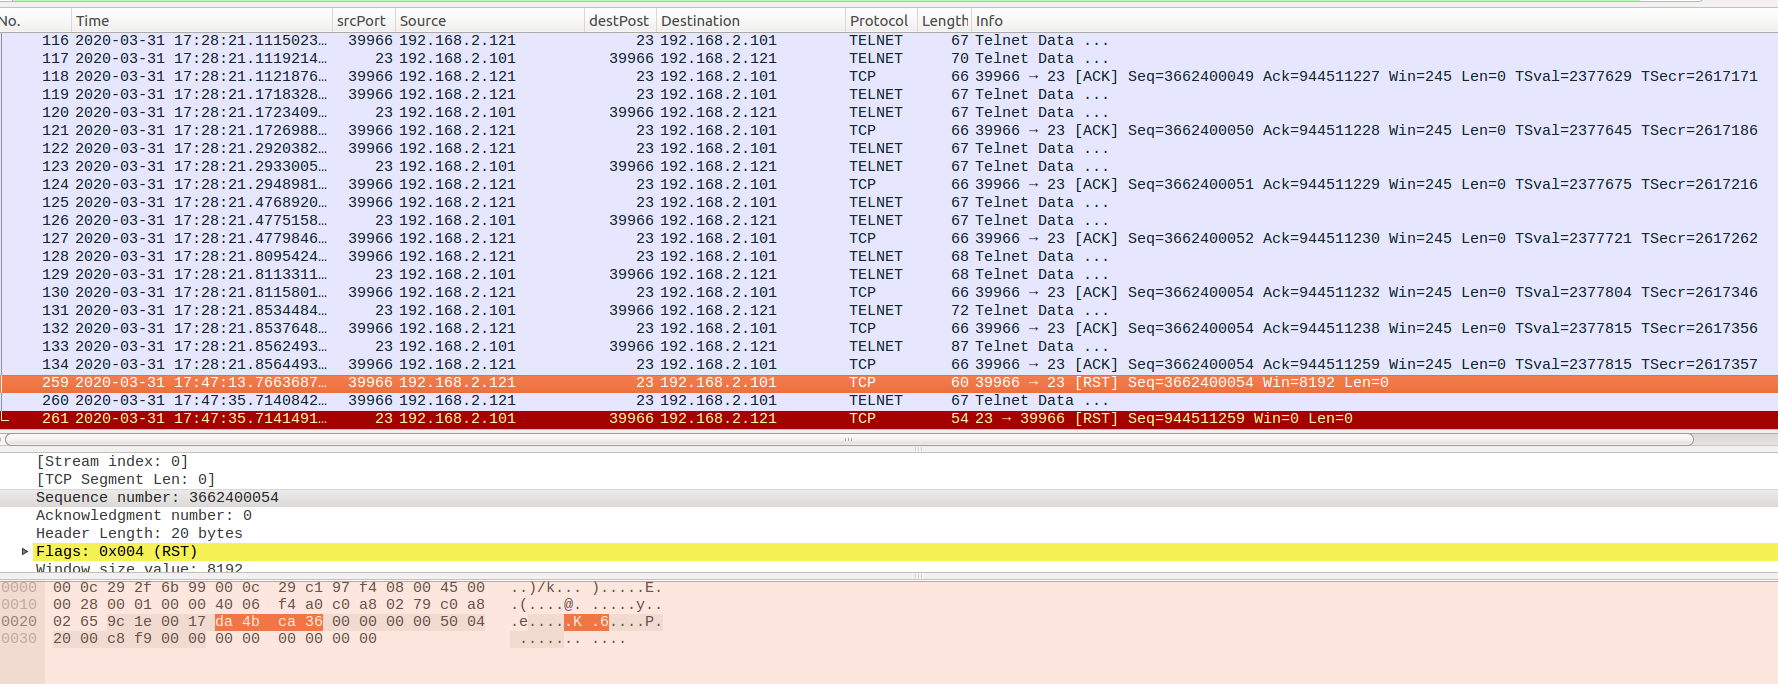 No. Time srcPort Source destPost Destination Protocol Length Info
116 2020-03-31 17:28:21.1115023… 39966 192.168.2.121 23 192.168.2.101 TELNET 67 Telnet Data ...
117 2020-03-31 17:28:21.1119214… 23 192.168.2.101 39966 192.168.2.121 TELNET 70 Telnet Data ...
118 2020-03-31 17:28:21.1121876… 39966 192.168.2.121 23 192.168.2.101 TCP 66 39966 → 23 [ACK] Seq=3662400049 Ack=944511227 Win=245 Len=0 TSval=2377629 TSecr=2617171
119 2020-03-31 17:28:21.1718328… 39966 192.168.2.121 23 192.168.2.101 TELNET 67 Telnet Data ...
120 2020-03-31 17:28:21.1723409… 23 192.168.2.101 39966 192.168.2.121 TELNET 67 Telnet Data ...
121 2020-03-31 17:28:21.1726988… 39966 192.168.2.121 23 192.168.2.101 TCP 66 39966 → 23 [ACK] Seq=3662400050 Ack=944511228 Win=245 Len=0 TSval=2377645 TSecr=2617186
122 2020-03-31 17:28:21.2920382… 39966 192.168.2.121 23 192.168.2.101 TELNET 67 Telnet Data ...
123 2020-03-31 17:28:21.2933005… 23 192.168.2.101 39966 192.168.2.121 TELNET 67 Telnet Data ...
124 2020-03-31 17:28:21.2948981… 39966 192.168.2.121 23 192.168.2.101 TCP 66 39966 → 23 [ACK] Seq=3662400051 Ack=944511229 Win=245 Len=0 TSval=2377675 TSecr=2617216
125 2020-03-31 17:28:21.4768920… 39966 192.168.2.121 23 192.168.2.101 TELNET 67 Telnet Data ...
126 2020-03-31 17:28:21.4775158… 23 192.168.2.101 39966 192.168.2.121 TELNET 67 Telnet Data ...
127 2020-03-31 17:28:21.4779846… 39966 192.168.2.121 23 192.168.2.101 TCP 66 39966 → 23 [ACK] Seq=3662400052 Ack=944511230 Win=245 Len=0 TSval=2377721 TSecr=2617262
128 2020-03-31 17:28:21.8095424… 39966 192.168.2.121 23 192.168.2.101 TELNET 68 Telnet Data ...
129 2020-03-31 17:28:21.8113311… 23 192.168.2.101 39966 192.168.2.121 TELNET 68 Telnet Data ...
130 2020-03-31 17:28:21.8115801… 39966 192.168.2.121 23 192.168.2.101 TCP 66 39966 → 23 [ACK] Seq=3662400054 Ack=944511232 Win=245 Len=0 TSval=2377804 TSecr=2617346
131 2020-03-31 17:28:21.8534484… 23 192.168.2.101 39966 192.168.2.121 TELNET 72 Telnet Data ...
132 2020-03-31 17:28:21.8537648… 39966 192.168.2.121 23 192.168.2.101 TCP 66 39966 → 23 [ACK] Seq=3662400054 Ack=944511238 Win=245 Len=0 TSval=2377815 TSecr=2617356
133 2020-03-31 17:28:21.8562493… 23 192.168.2.101 39966 192.168.2.121 TELNET 87 Telnet Data ...
134 2020-03-31 17:28:21.8564493… 39966 192.168.2.121 23 192.168.2.101 TCP 66 39966 → 23 [ACK] Seq=3662400054 Ack=944511259 Win=245 Len=0 TSval=2377815 TSecr=2617357
259 2020-03-31 17:47:13.7663687… 39966 192.168.2.121 23 192.168.2.101 TCP 60 39966 → 23 [RST] Seq=3662400054 Win=8192 Len=0
260 2020-03-31 17:47:35.7140842… 39966 192.168.2.121 23 192.168.2.101 TELNET 67 Telnet Data ...
261 2020-03-31 17:47:35.7141491… 23 192.168.2.101 39966 192.168.2.121 TCP 54 23 → 39966 [RST] Seq=944511259 Win=0 Len=0
[Stream index: 0]
[TCP Segment Len: 0]
Sequence number: 3662400054
Acknowledgment number: 0
Header Length: 20 bytes
Flags: 0x004 (RST)
Window size value: 8192
0000 00 0c 29 2f 6b 99 00 0c 29 c1 97 f4 08 00 45 00 ..)/k... ).....E.
0010 00 28 00 01 00 00 40 06 f4 a0 c0 a8 02 79 c0 a8 .(....@. .....y..
0020 02 65 9c 1e 00 17 da 4b ca 36 00 00 00 00 50 04 .e.....K .6....P.
0030 20 00 c8 f9 00 00 00 00 00 00 00 00 ....... ....